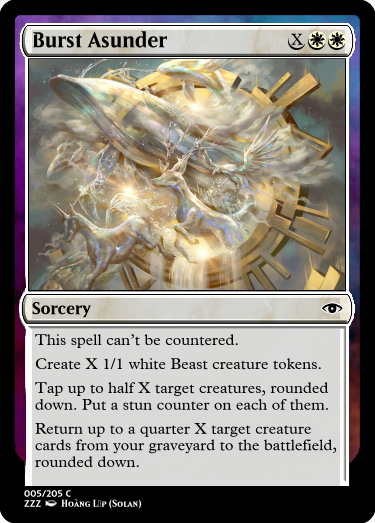 Burst Asunder X
Sorcery
This spell can't be countered.
Create X 1/1 white Beast creature tokens.
Tap up to half X target creatures, rounded
down. Put a stun counter on each of them.
Return up to a quarter X target creature
cards from your graveyard to the battlefield,
rounded down.
005/205 C
ZZZ Hoàng Lập (Solan)